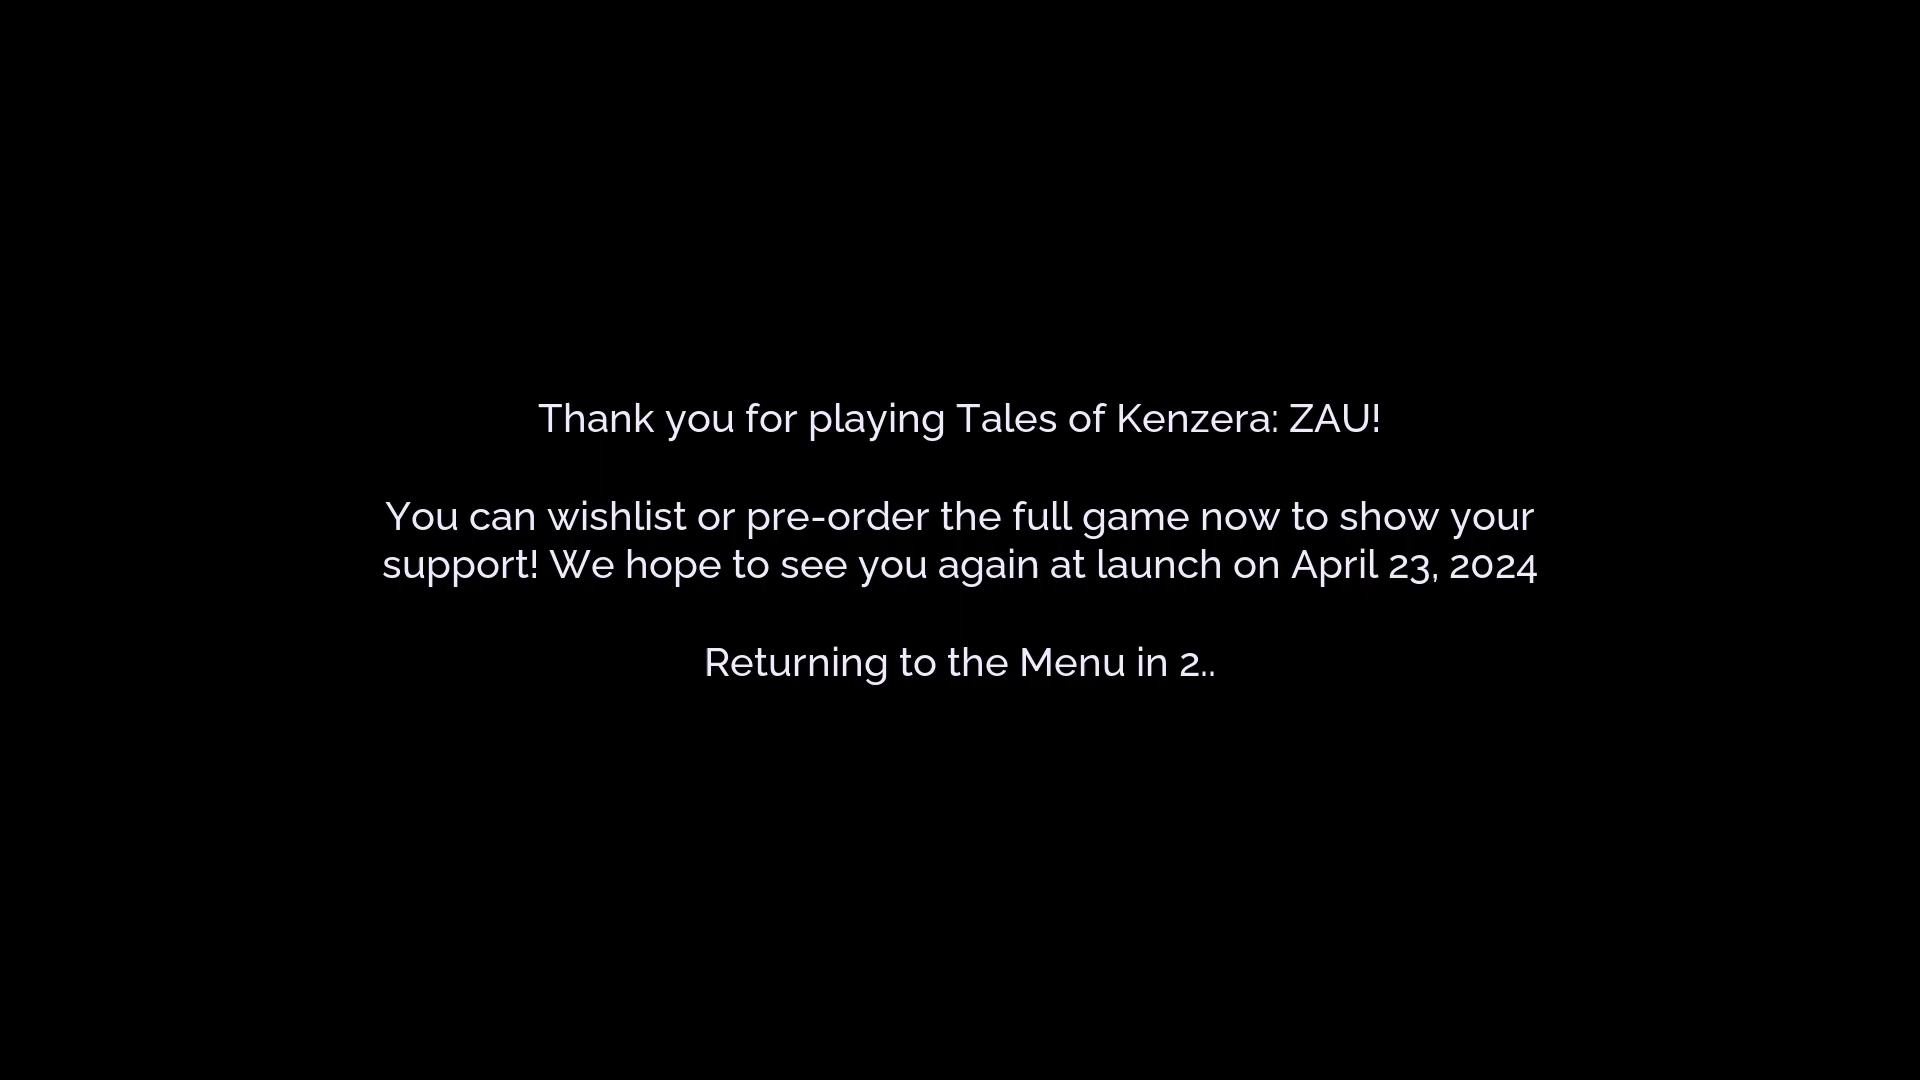 Thank you for playing Tales of Kenzera: ZAU!
You can wishlist or pre-order the full game now to show your
support! We hope to see you again at launch on April 23, 2024
Returning to the Menu in 2..